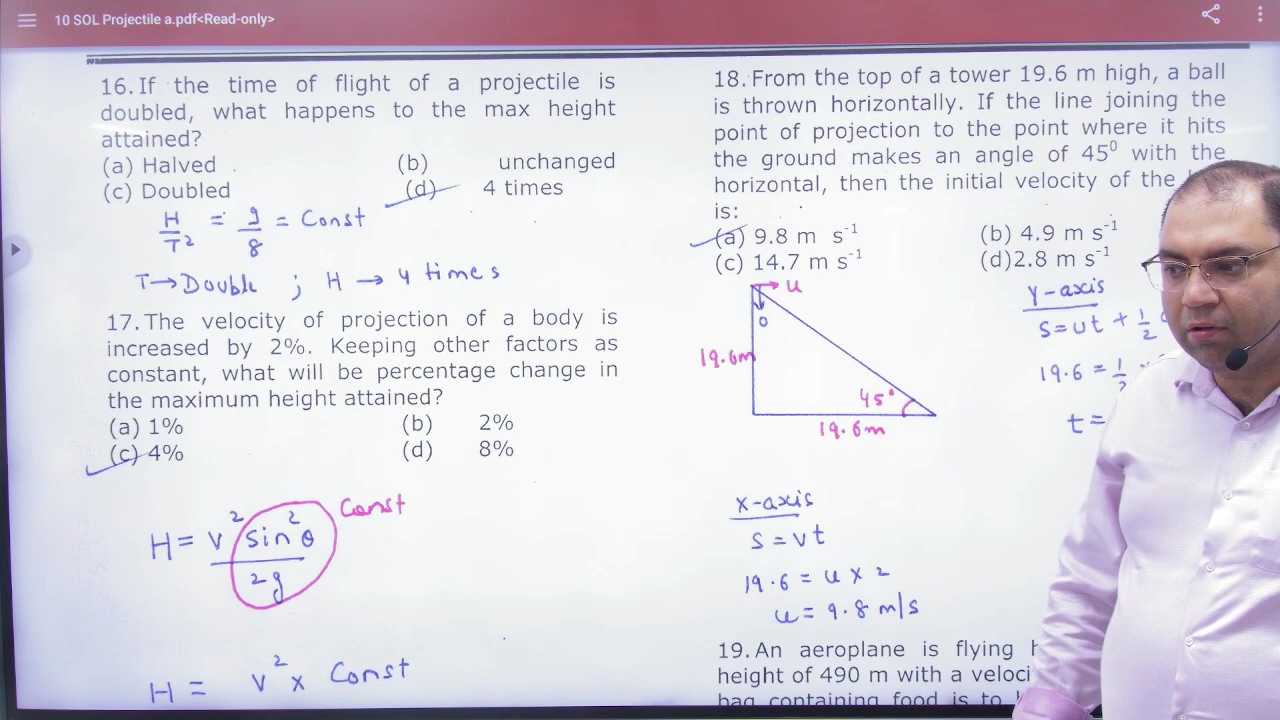 10 SOL Projectile a.pdf<Read-only>
16. If the time of flight of a projectile is
doubled, what happens to the max height
attained?
(a) Halved (b) unchanged
(c) Doubled (d) 4 times
H/T² = g/8 = Const
T→Double ; H → 4 times
17. The velocity of projection of a body is
increased by 2%. Keeping other factors as
constant, what will be percentage change in
the maximum height attained?
(a) 1% (b) 2%
(c) 4% (d) 8%
H = v² sin²θ / 2g Const
H = v² x Const
18. From the top of a tower 19.6 m high, a ball
is thrown horizontally. If the line joining the
point of projection to the point where it hits
the ground makes an angle of 45⁰ with the
horizontal, then the initial velocity of the
is:
(a) 9.8 m s⁻¹ (b) 4.9 m s⁻¹
(c) 14.7 m s⁻¹ (d) 2.8 m s⁻¹
u
0
19.6m
45°
19.6m
Y-axis
S = ut + 1/2
19.6 = 1/2
t =
X-axis
S = vt
19.6 = u x 2
u = 9.8 m/s
19. An aeroplane is flying
height of 490 m with a
bag containing food is to